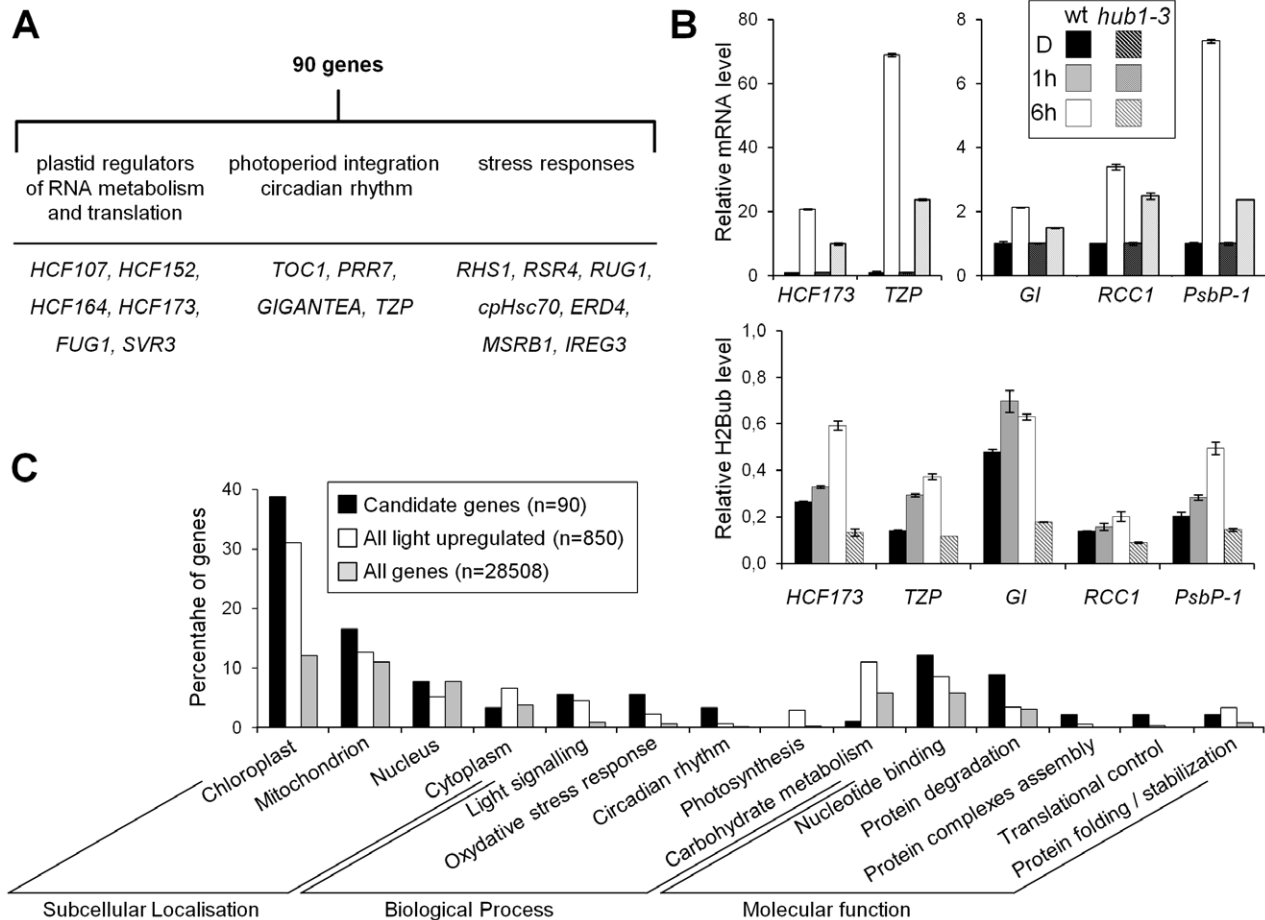 A
90 genes
plastid regulators of RNA metabolism and translation
photoperiod integration circadian rhythm
stress responses
HCF107, HCF152,
HCF164, HCF173,
FUG1, SVR3
TOC1, PRR7,
GIGANTEA, TZP
RHS1, RSR4, RUG1,
cpHsc70, ERD4,
MSRB1, IREG3
B
wt hub1-3
D
1h
6h
Relative mRNA level
80
60
40
20
0
HCF173 TZP
8
6
4
2
0
GI RCC1 PsbP-1
Relative H2Bub level
1,0
0,8
0,6
0,4
0,2
0,0
HCF173 TZP GI RCC1 PsbP-1
C
Candidate genes (n=90)
All light upregulated (n=850)
All genes (n=28508)
Percentahe of genes
40
30
20
10
0
Chloroplast
Mitochondrion
Nucleus
Cytoplasm
Light signalling
Oxydative stress response
Circadian rhythm
Photosynthesis
Carbohydrate metabolism
Nucleotide binding
Protein degradation
Protein complexes assembly
Translational control
Protein folding / stabilization
Subcellular Localisation
Biological Process
Molecular function